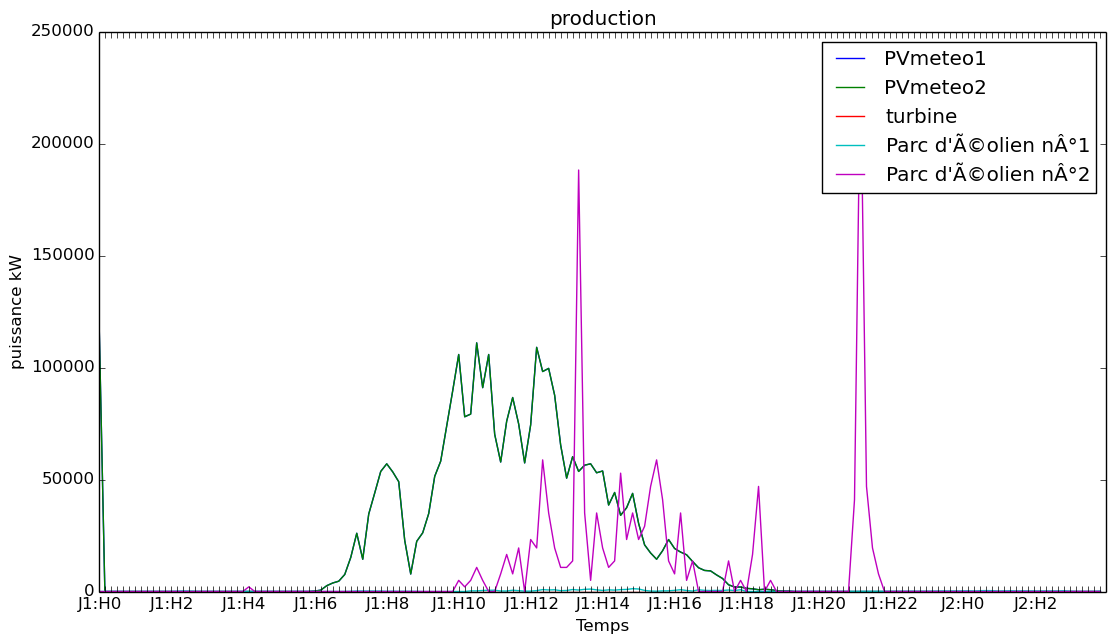 production
250000
200000
150000
100000
50000
0
puissance kW
PVmeteo1
PVmeteo2
turbine
Parc d'Ã©olien nÂ°1
Parc d'Ã©olien nÂ°2
J1:H0 J1:H2 J1:H4 J1:H6 J1:H8 J1:H10 J1:H12 J1:H14 J1:H16 J1:H18 J1:H20 J1:H22 J2:H0 J2:H2
Temps